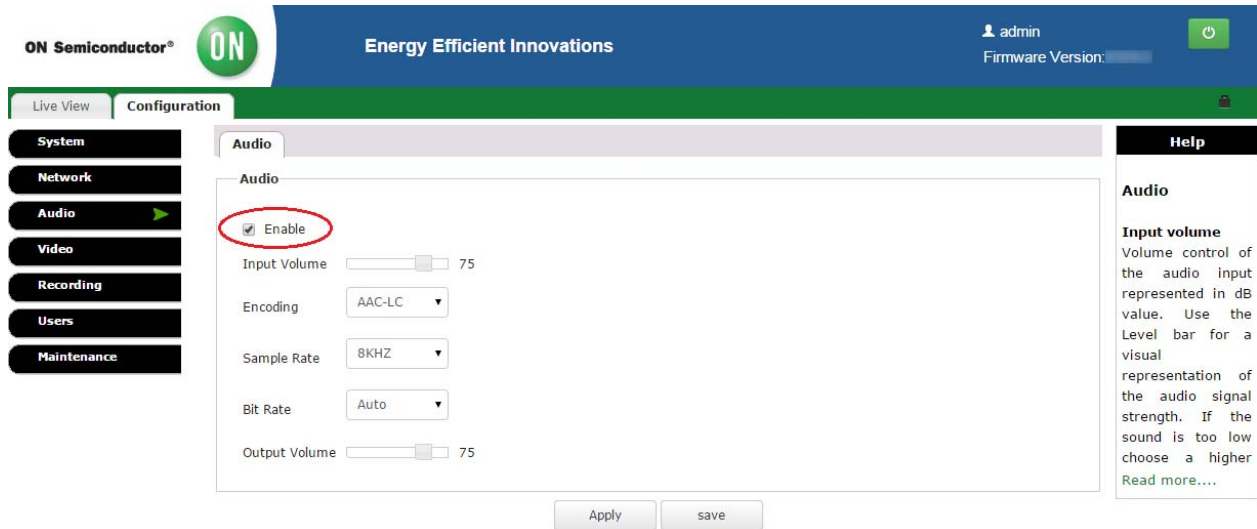 ON Semiconductor®
ON
Energy Efficient Innovations
admin
Firmware Version:
Live View
Configuration
System
Network
Audio
Video
Recording
Users
Maintenance
Audio
Audio
Enable
Input Volume 75
Encoding AAC-LC
Sample Rate 8KHZ
Bit Rate Auto
Output Volume 75
Apply
save
Help
Audio
Input volume
Volume control of
the audio input
represented in dB
value. Use the
Level bar for a
visual
representation of
the audio signal
strength. If the
sound is too low
choose a higher
Read more....